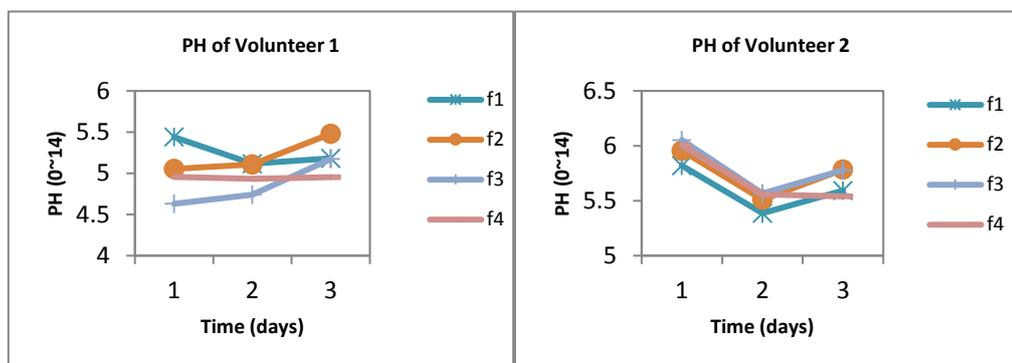 PH of Volunteer 1
PH (0~14)
6
5.5
5
4.5
4
1 2 3
Time (days)
f1
f2
f3
f4
PH of Volunteer 2
PH (0~14)
6.5
6
5.5
5
1 2 3
Time (days)
f1
f2
f3
f4